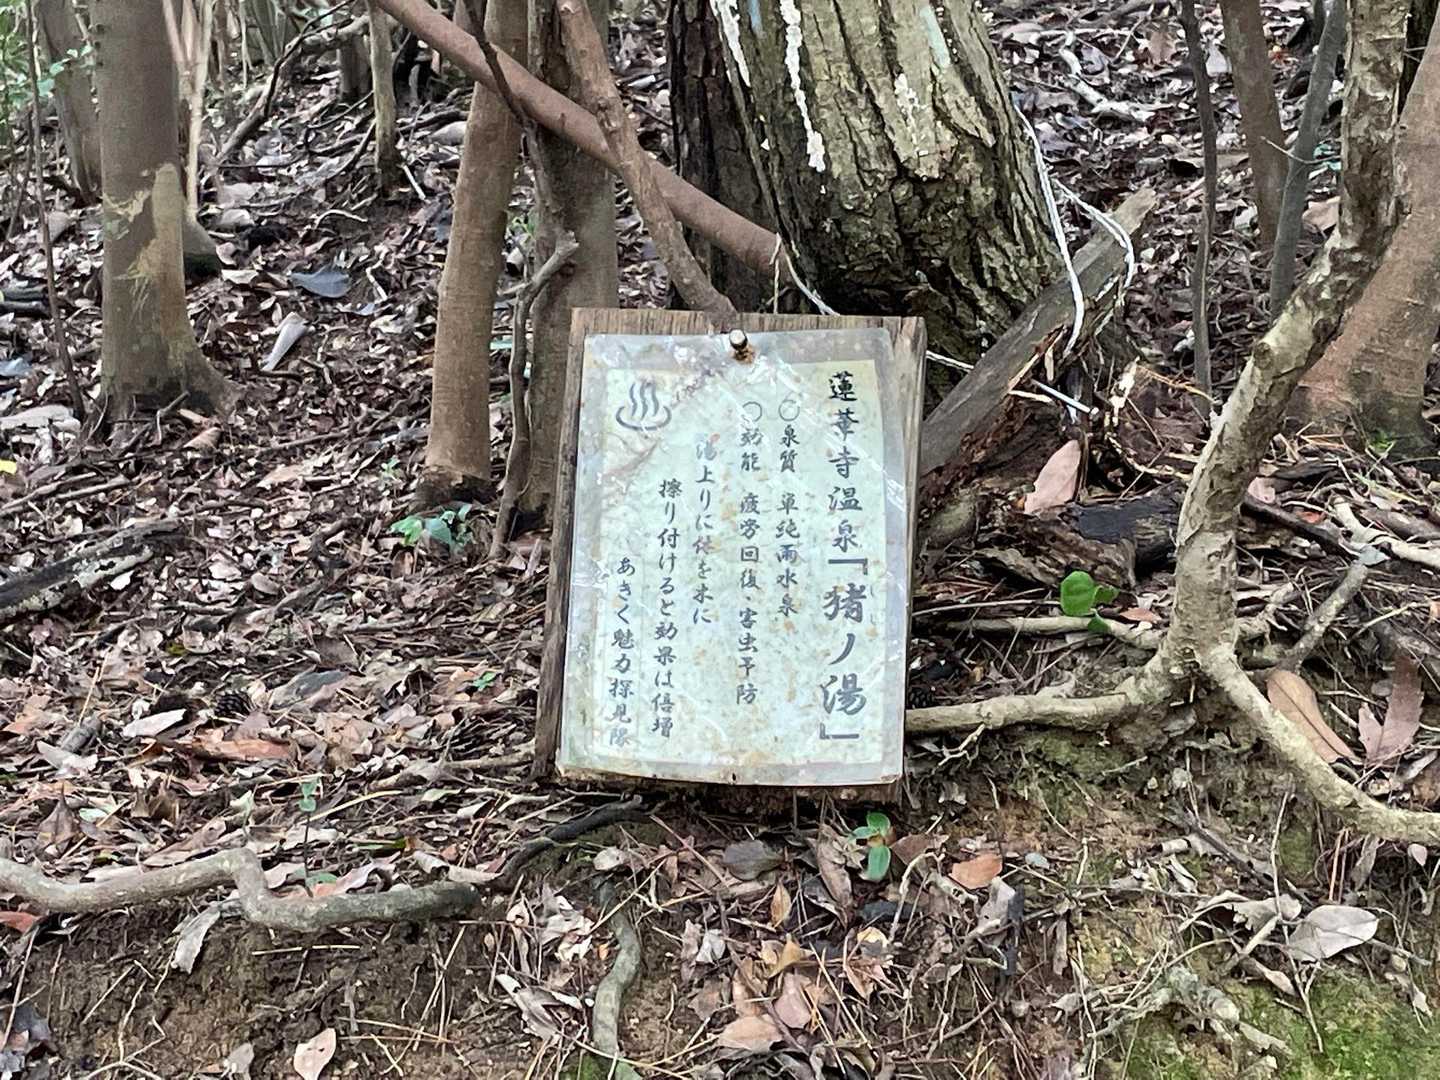 蓮華寺温泉『猪ノ湯』
○泉質　単純雨水泉
○効能　疲労回復、害虫予防
湯上りに体を木に
擦り付けると効果は倍増
あきく魅力探見隊